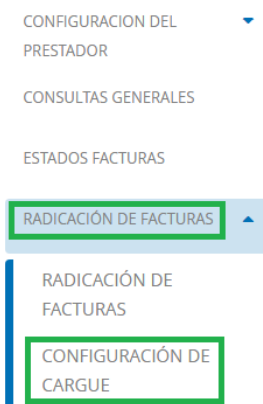 CONFIGURACION DEL
PRESTADOR
CONSULTAS GENERALES
ESTADOS FACTURAS
RADICACIÓN DE FACTURAS
RADICACIÓN DE
FACTURAS
CONFIGURACIÓN DE
CARGUE